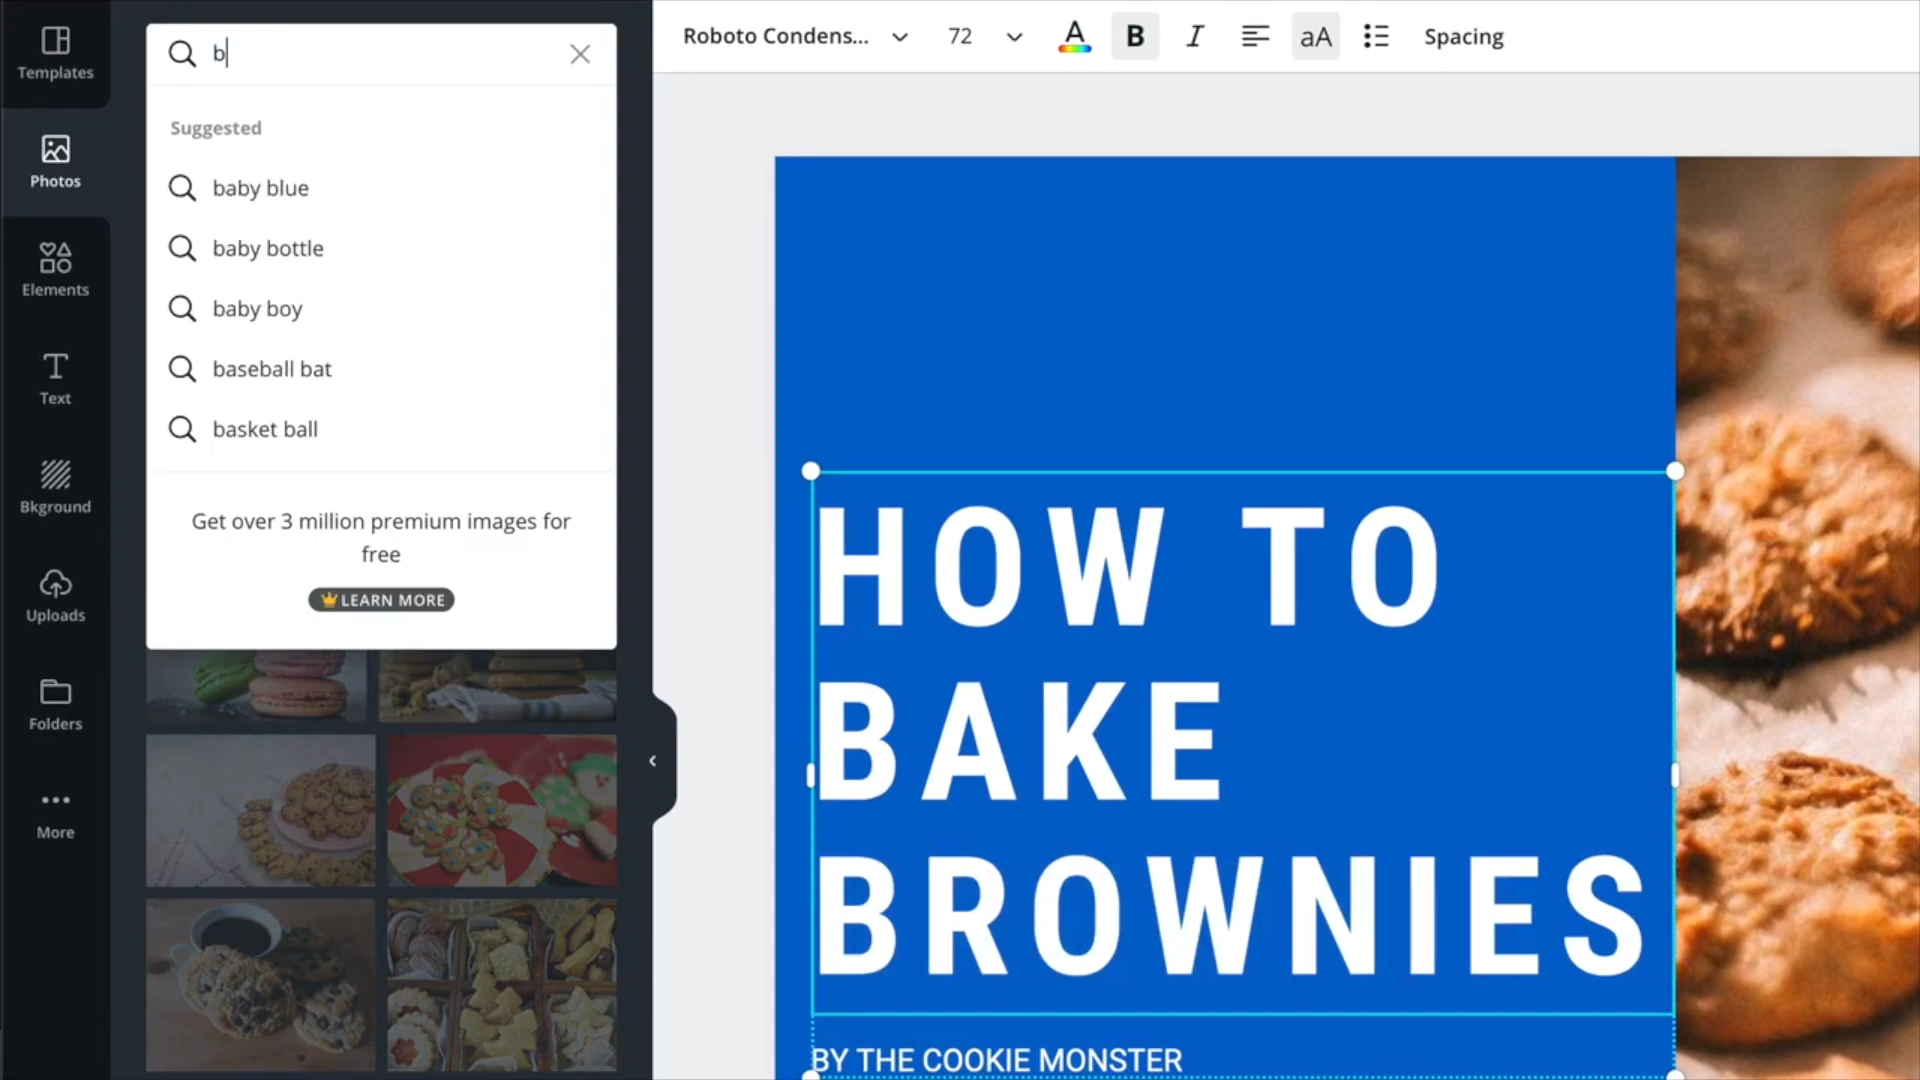 Templates
Photos
Elements
Text
Bkground
Uploads
Folders
More
b
Suggested
baby blue
baby bottle
baby boy
baseball bat
basket ball
Get over 3 million premium images for
free
LEARN MORE
Roboto Condens... 72 A B I aA Spacing
HOW TO
BAKE
BROWNIES
BY THE COOKIE MONSTER